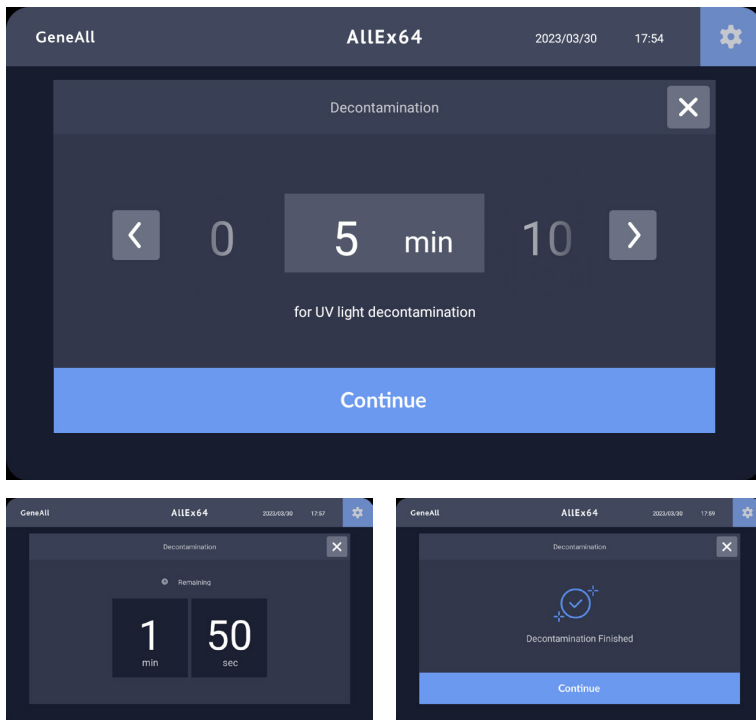 GeneAll AllEx64 2023/03/30 17:54
Decontamination
0 5 min 10
for UV light decontamination
Continue
GeneAll AllEx64 2023/03/30 17:57
Decontamination
Remaining
1 50
min sec
GeneAll AllEx64 2023/03/30 17:59
Decontamination
Decontamination Finished
Continue